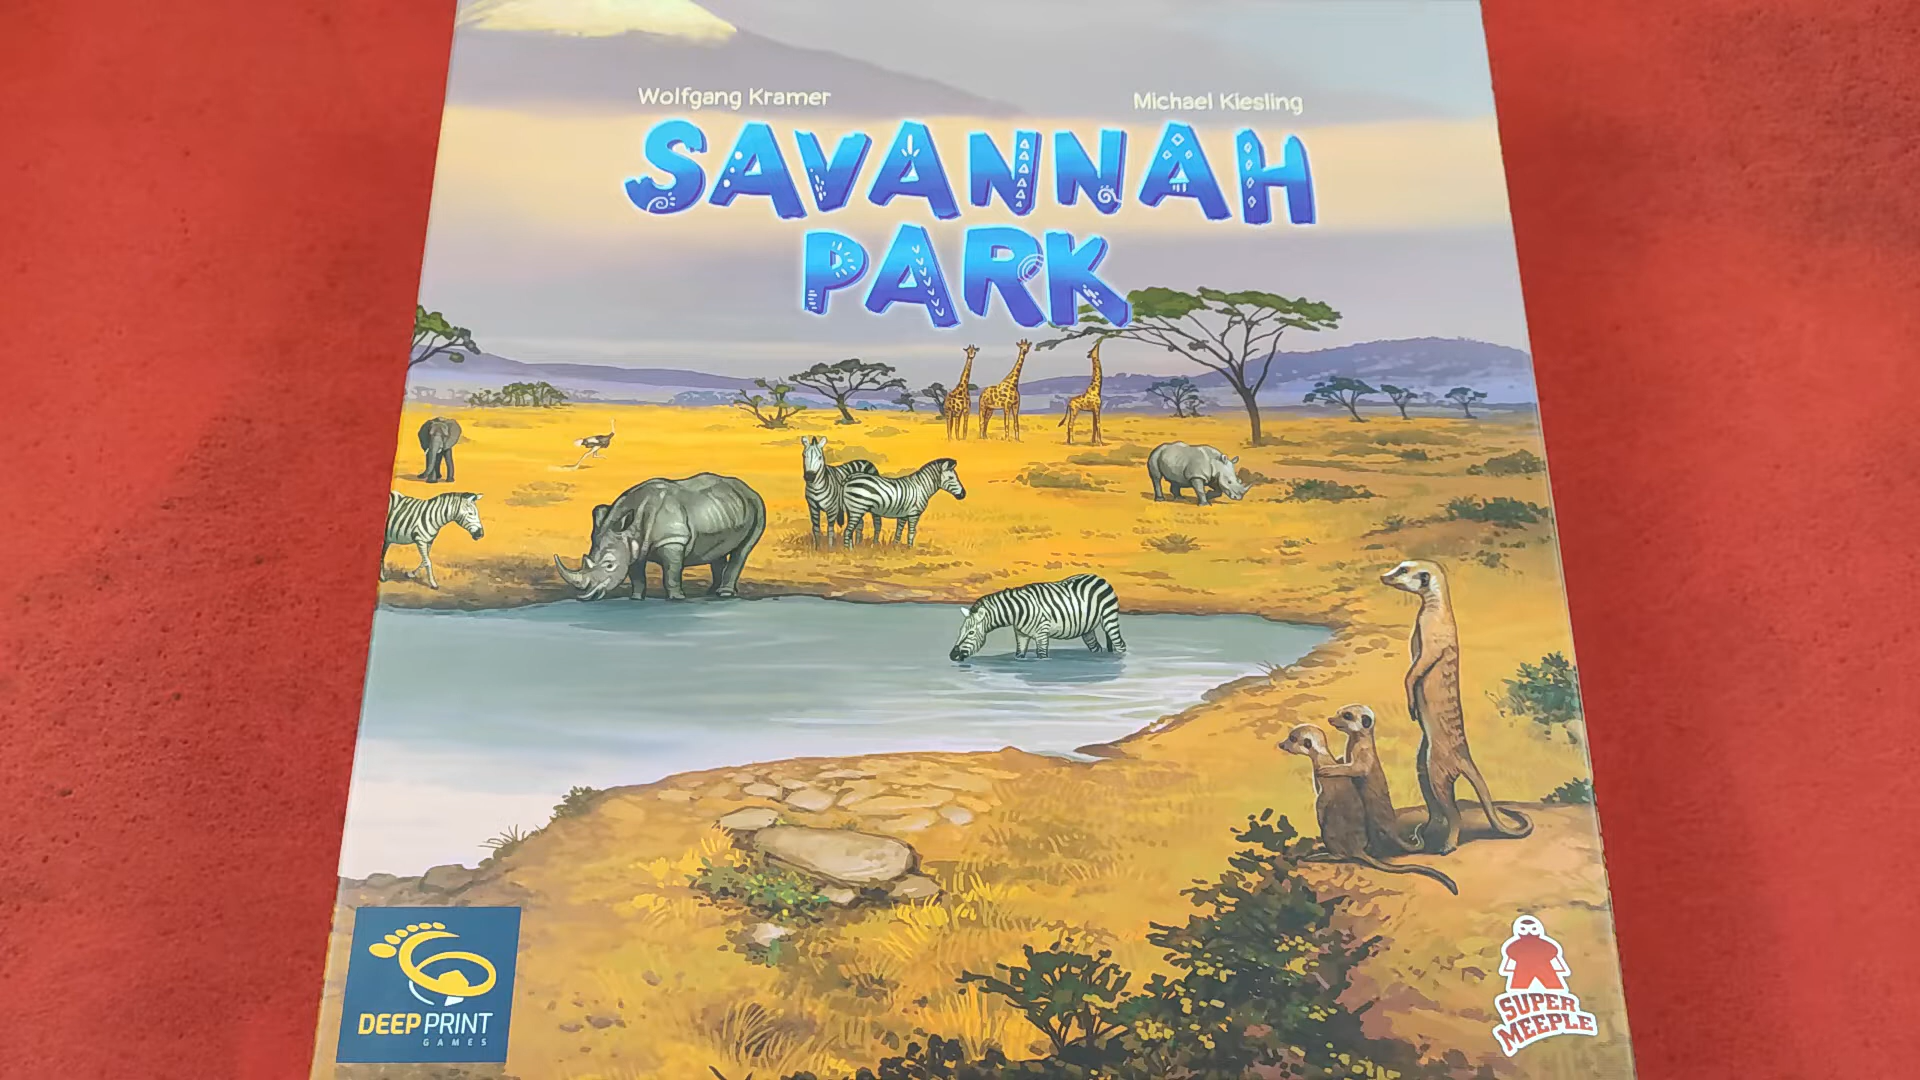 Wolfgang Kramer
Michael Kiesling
SAVANNAH
PARK
DEEP PRINT
GAMES
SUPER
MEEPLE